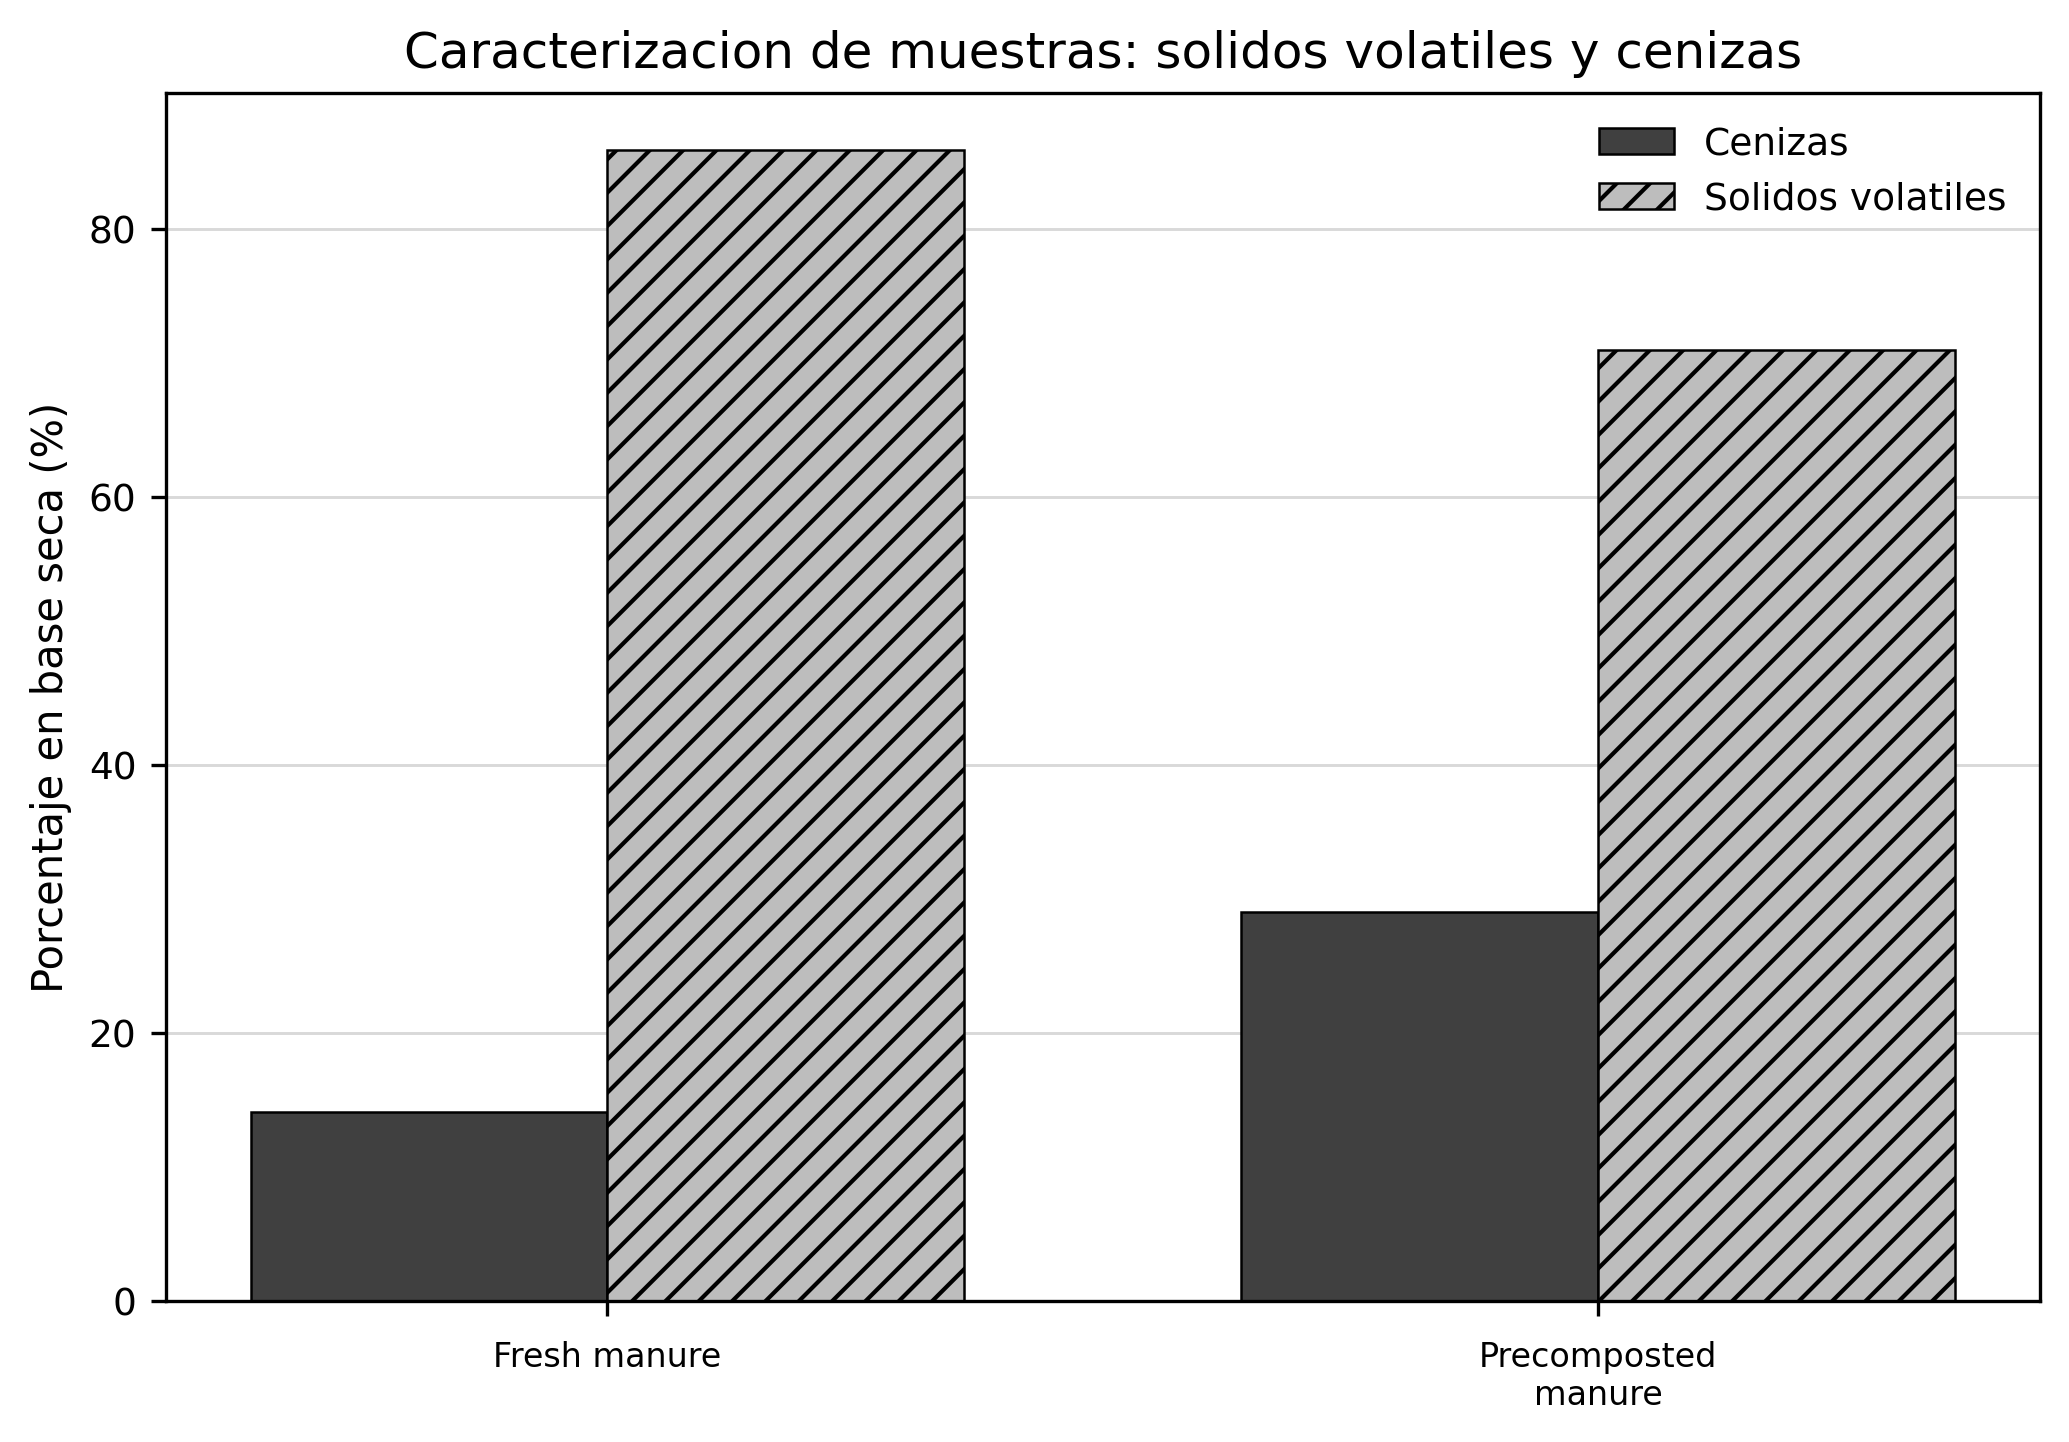 Caracterizacion de muestras: solidos volatiles y cenizas
Cenizas
Solidos volatiles
Porcentaje en base seca (%)
80
60
40
20
0
Fresh manure
Precomposted
manure